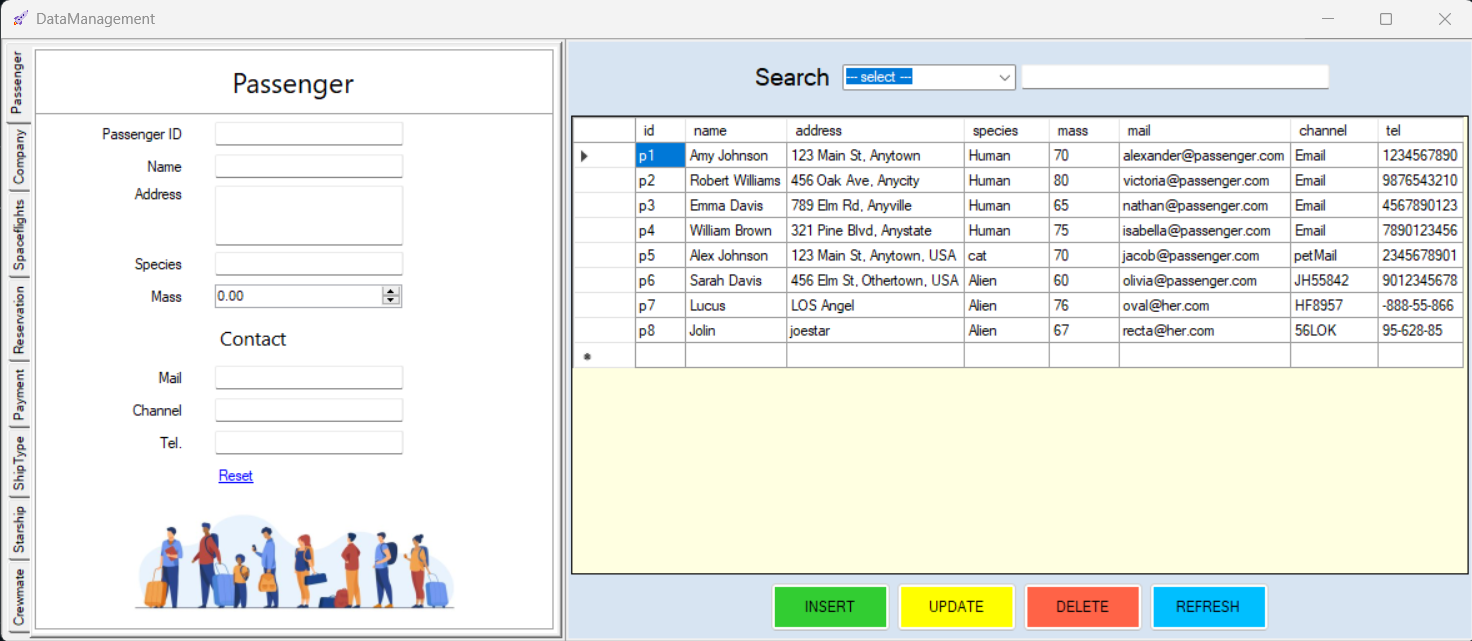 DataManagement
Passenger
Company
Spaceflights
Reservation
Payment
ShipType
Starship
Crewmate
Passenger
Passenger ID
Name
Address
Species
Mass 0.00
Contact
Mail
Channel
Tel.
Reset
Search --- select ---
id name address species mass mail channel tel
p1 Amy Johnson 123 Main St, Anytown Human 70 alexander@passenger.com Email 1234567890
p2 Robert Williams 456 Oak Ave, Anycity Human 80 victoria@passenger.com Email 9876543210
p3 Emma Davis 789 Elm Rd, Anyville Human 65 nathan@passenger.com Email 4567890123
p4 William Brown 321 Pine Blvd, Anystate Human 75 isabella@passenger.com Email 7890123456
p5 Alex Johnson 123 Main St, Anytown, USA cat 70 jacob@passenger.com petMail 2345678901
p6 Sarah Davis 456 Elm St, Othertown, USA Alien 60 olivia@passenger.com JH55842 9012345678
p7 Lucus LOS Angel Alien 76 oval@her.com HF8957 -888-55-866
p8 Jolin joestar Alien 67 recta@her.com 56LOK 95-628-85
INSERT UPDATE DELETE REFRESH